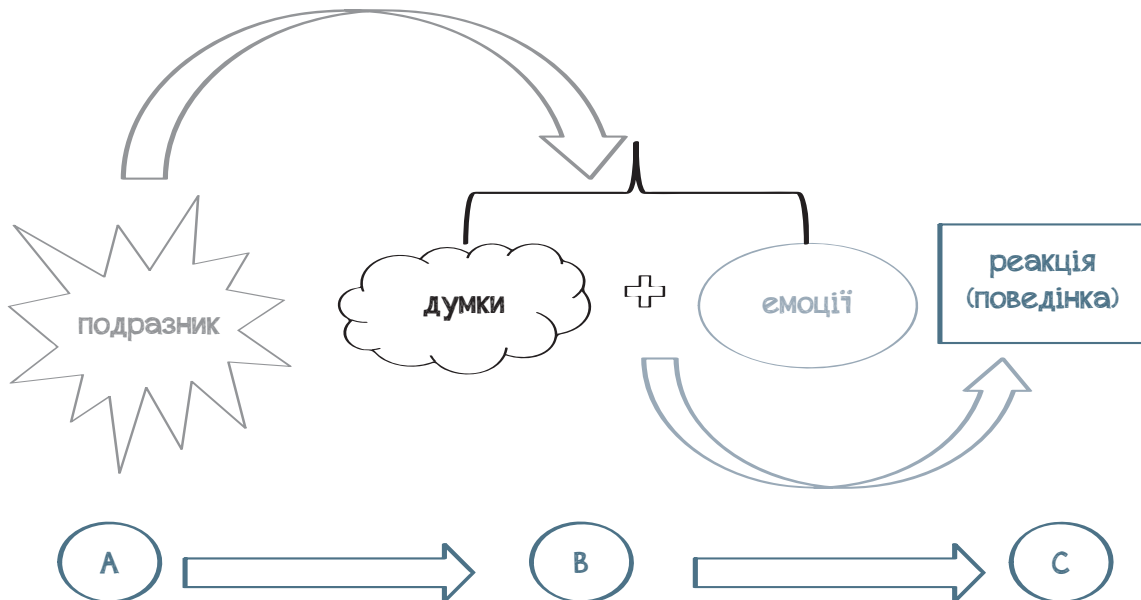 подразник
думки
емоції
реакція
(поведінка)
A
B
C